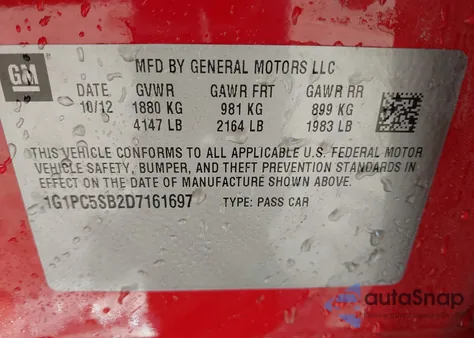 GM
MFD BY GENERAL MOTORS LLC
DATE GVWR GAWR FRT GAWR RR
10/12 1880 KG 981 KG 899 KG
4147 LB 2164 LB 1983 LB
THIS VEHICLE CONFORMS TO ALL APPLICABLE U.S. FEDERAL MOTOR
VEHICLE SAFETY, BUMPER, AND THEFT PREVENTION STANDARDS IN
EFFECT ON THE DATE OF MANUFACTURE SHOWN ABOVE.
1G1PC5SB2D7161697 TYPE: PASS CAR
autoSnap